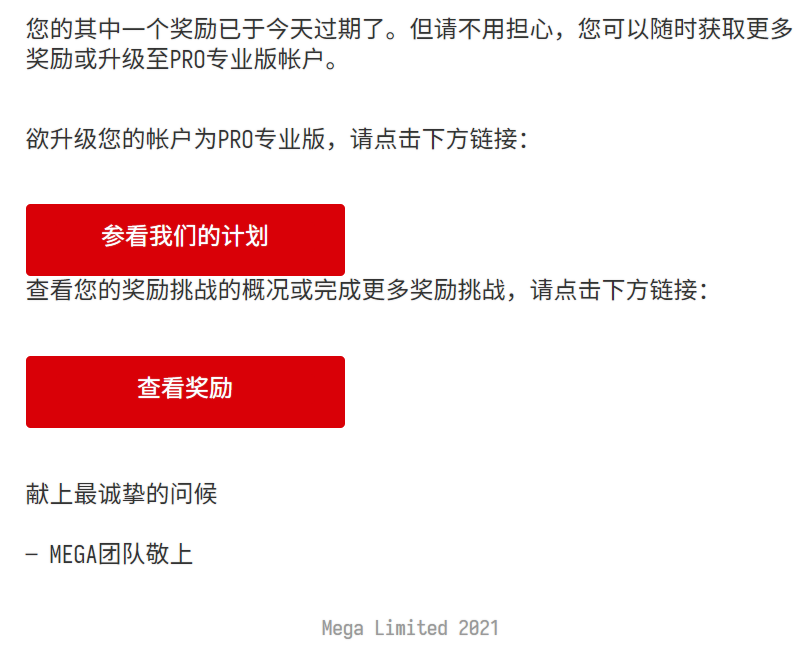 您的其中一个奖励已于今天过期了。但请不用担心，您可以随时获取更多
奖励或升级至PRO专业版帐户。
欲升级您的帐户为PRO专业版，请点击下方链接：
参看我们的计划
查看您的奖励挑战的概况或完成更多奖励挑战，请点击下方链接：
查看奖励
献上最诚挚的问候
— MEGA团队敬上
Mega Limited 2021